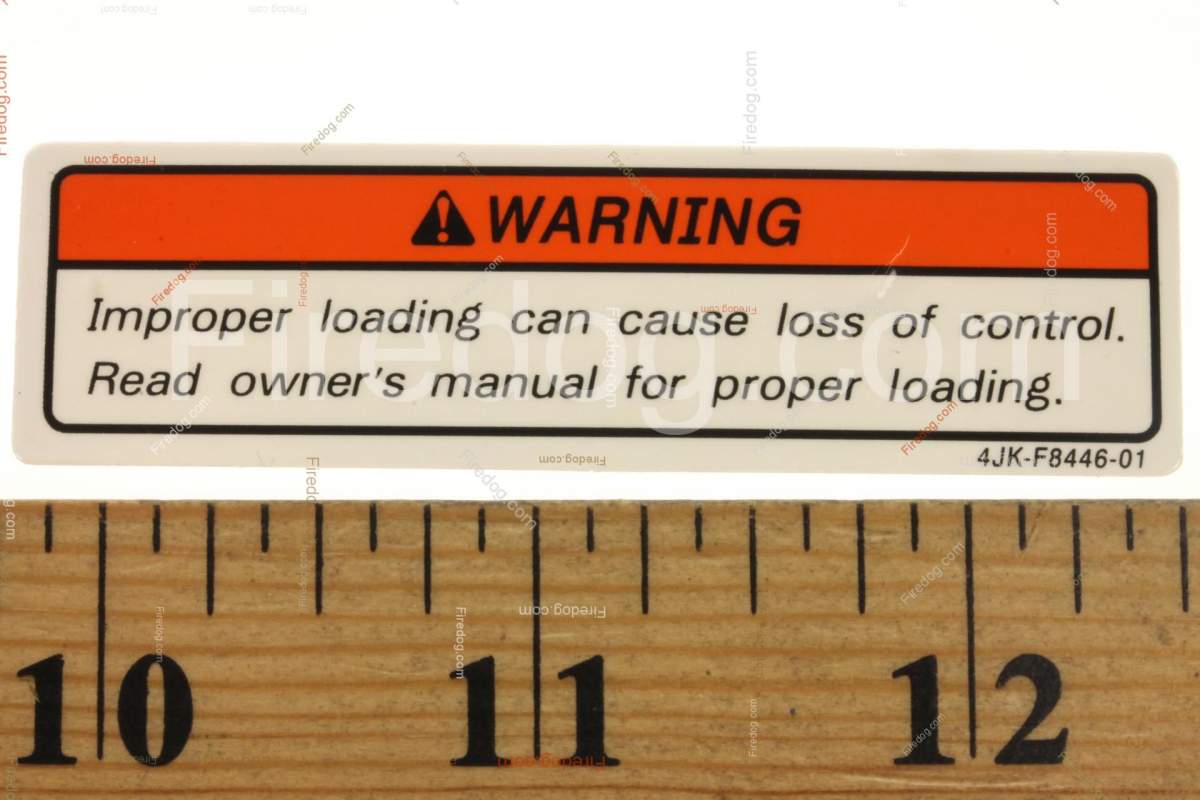 WARNING
Improper loading can cause loss of control.
Read owner's manual for proper loading.
4JK-F8446-01
Firedog.com
10 11 12